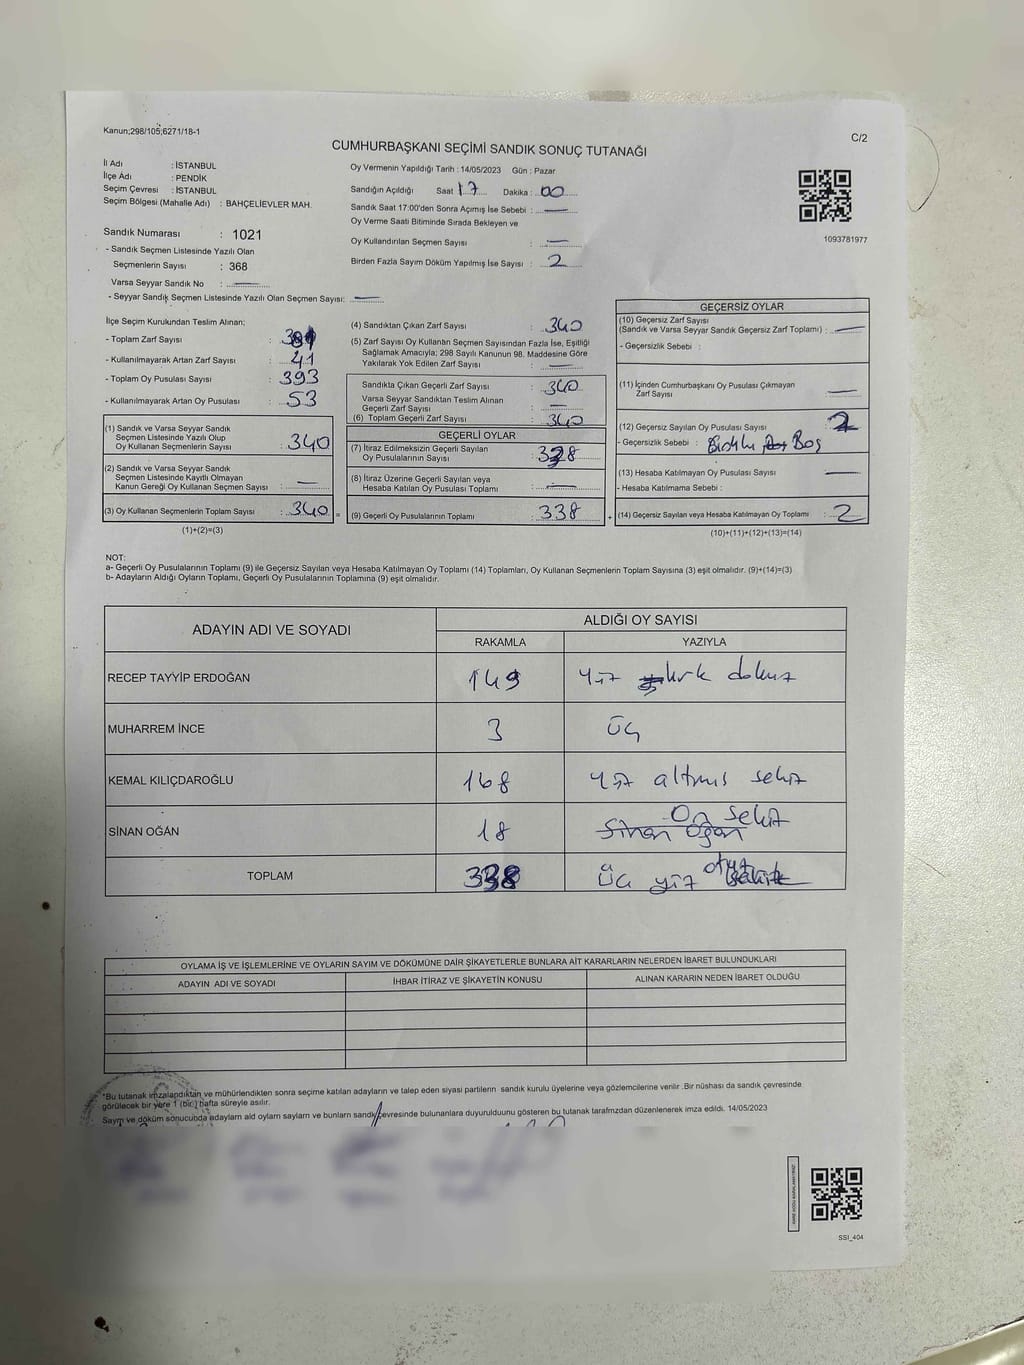 Kanun;298/105;6271/18-1
C/2
CUMHURBAŞKANI SEÇİMİ SANDIK SONUÇ TUTANAĞI
İl Adı : İSTANBUL
İlçe Adı : PENDİK
Seçim Çevresi : İSTANBUL
Seçim Bölgesi (Mahalle Adı) : BAHÇELİEVLER MAH.
Sandık Numarası : 1021
- Sandık Seçmen Listesinde Yazılı Olan
Seçmenlerin Sayısı : 368
Varsa Seyyar Sandık No : —
- Seyyar Sandık Seçmen Listesinde Yazılı Olan Seçmen Sayısı: —
Oy Vermenin Yapıldığı Tarih : 14/05/2023 Gün : Pazar
Sandığın Açıldığı Saat 17 Dakika : 00
Sandık Saat 17:00'den Sonra Açımış İse Sebebi : —
Oy Verme Saati Bitiminde Sırada Bekleyen ve
Oy Kullandırılan Seçmen Sayısı : —
Birden Fazla Sayım Döküm Yapılmış İse Sayısı : 2
1093781977
İlçe Seçim Kurulundan Teslim Alınan:
- Toplam Zarf Sayısı :
- Kullanılmayarak Artan Zarf Sayısı : 41
- Toplam Oy Pusulası Sayısı : 393
- Kullanılmayarak Artan Oy Pusulası : 53
(1) Sandık ve Varsa Seyyar Sandık
Seçmen Listesinde Yazılı Olup
Oy Kullanan Seçmenlerin Sayısı : 340
(2) Sandık ve Varsa Seyyar Sandık
Seçmen Listesinde Kayıtlı Olmayan
Kanun Gereği Oy Kullanan Seçmen Sayısı : —
(3) Oy Kullanan Seçmenlerin Toplam Sayısı : 340 =
(1)+(2)=(3)
(4) Sandıktan Çıkan Zarf Sayısı : 340
(5) Zarf Sayısı Oy Kullanan Seçmen Sayısından Fazla İse, Eşitliği
Sağlamak Amacıyla; 298 Sayılı Kanunun 98. Maddesine Göre
Yakılarak Yok Edilen Zarf Sayısı : —
Sandıkta Çıkan Geçerli Zarf Sayısı : 340
Varsa Seyyar Sandıktan Teslim Alınan
Geçerli Zarf Sayısı : —
(6) Toplam Geçerli Zarf Sayısı : 340
GEÇERLİ OYLAR
(7) İtiraz Edilmeksizin Geçerli Sayılan
Oy Pusulalarının Sayısı : 338
(8) İtiraz Üzerine Geçerli Sayılan veya
Hesaba Katılan Oy Pusulası Toplamı : —
(9) Geçerli Oy Pusulalarının Toplamı : 338 +
GEÇERSİZ OYLAR
(10) Geçersiz Zarf Sayısı
(Sandık ve Varsa Seyyar Sandık Geçersiz Zarf Toplamı) : —
- Geçersizlik Sebebi :
(11) İçinden Cumhurbaşkanı Oy Pusulası Çıkmayan
Zarf Sayısı : —
(12) Geçersiz Sayılan Oy Pusulası Sayısı : 2
- Geçersizlik Sebebi : Boş
(13) Hesaba Katılmayan Oy Pusulası Sayısı : —
- Hesaba Katılmama Sebebi :
(14) Geçersiz Sayılan veya Hesaba Katılmayan Oy Toplamı : 2
(10)+(11)+(12)+(13)=(14)
NOT:
a- Geçerli Oy Pusulalarının Toplamı (9) ile Geçersiz Sayılan veya Hesaba Katılmayan Oy Toplamı (14) Toplamları, Oy Kullanan Seçmenlerin Toplam Sayısına (3) eşit olmalıdır. (9)+(14)=(3)
b- Adayların Aldığı Oyların Toplamı, Geçerli Oy Pusulalarının Toplamına (9) eşit olmalıdır.
ADAYIN ADI VE SOYADI ALDIĞI OY SAYISI
RAKAMLA YAZIYLA
RECEP TAYYİP ERDOĞAN 149 yüz kırk dokuz
MUHARREM İNCE 3 üç
KEMAL KILIÇDAROĞLU 168 yüz altmış sekiz
SİNAN OĞAN 18 Sinan Oğan On sekiz
TOPLAM 338 üç yüz otuz
OYLAMA İŞ VE İŞLEMLERİNE VE OYLARIN SAYIM VE DÖKÜMÜNE DAİR ŞİKAYETLERLE BUNLARA AİT KARARLARIN NELERDEN İBARET BULUNDUKLARI
ADAYIN ADI VE SOYADI İHBAR İTİRAZ VE ŞİKAYETİN KONUSU ALINAN KARARIN NEDEN İBARET OLDUĞU
*Bu tutanak imzalandıktan ve mühürlendikten sonra seçime katılan adayların ve talep eden siyasi partilerin sandık kurulu üyelerine veya gözlemcilerine verilir .Bir nüshası da sandık çevresinde
görülecek bir yere 1 (bir) hafta süreyle asılır.
Sayım ve döküm sonucunda adayların ald oyların sayların ve bunların sandık çevresinde bulunanlara duyurulduunu gösteren bu tutanak tarafmzdan düzenlenerek imza edildi. 14/05/2023
SSI_404